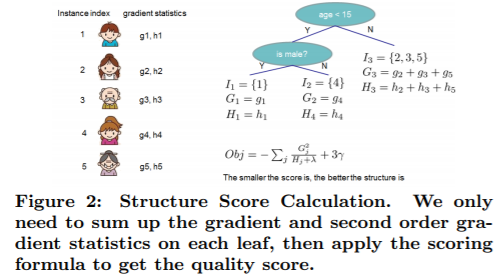 Instance index gradient statistics
1 g1, h1
2 g2, h2
3 g3, h3
4 g4, h4
5 g5, h5
age < 15
Y N
is male?
Y N
I₁ = {1}
G₁ = g₁
H₁ = h₁
I₂ = {4}
G₂ = g₄
H₄ = h₄
I₃ = {2, 3, 5}
G₃ = g₂ + g₃ + g₅
H₃ = h₂ + h₃ + h₅
Obj = −∑ⱼ Gⱼ²/(Hⱼ+λ) + 3γ
The smaller the score is, the better the structure is
Figure 2: Structure Score Calculation. We only
need to sum up the gradient and second order gra-
dient statistics on each leaf, then apply the scoring
formula to get the quality score.